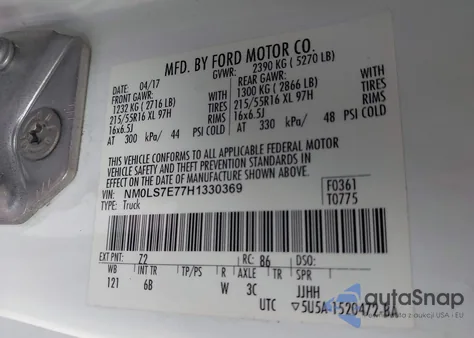 MFD. BY FORD MOTOR CO.
DATE: 04/17 GVWR: 2390 KG ( 5270 LB)
FRONT GAWR: REAR GAWR:
1232 KG ( 2716 LB) 1300 KG ( 2866 LB) WITH
215/55R16 XL 97H TIRES 215/55R16 XL 97H TIRES
16x6.5J RIMS 16x6.5J RIMS
AT 300 kPa/ 44 PSI COLD AT 330 kPa/ 48 PSI COLD
THIS VEHICLE CONFORMS TO ALL APPLICABLE FEDERAL MOTOR
VEHICLE SAFETY AND THEFT PREVENTION STANDARDS IN
EFFECT ON THE DATE OF MANUFACTURE SHOWN ABOVE.
VIN: NM0LS7E77H1330369 F0361
TYPE: Truck T0775
EXT PNT: Z2 RC: 86 DSO:
WB INT TR TP/PS R AXLE TR SPR
121 6B W 3C JJHH
UTC ▽5U5A-1520472-BA
autaSnap